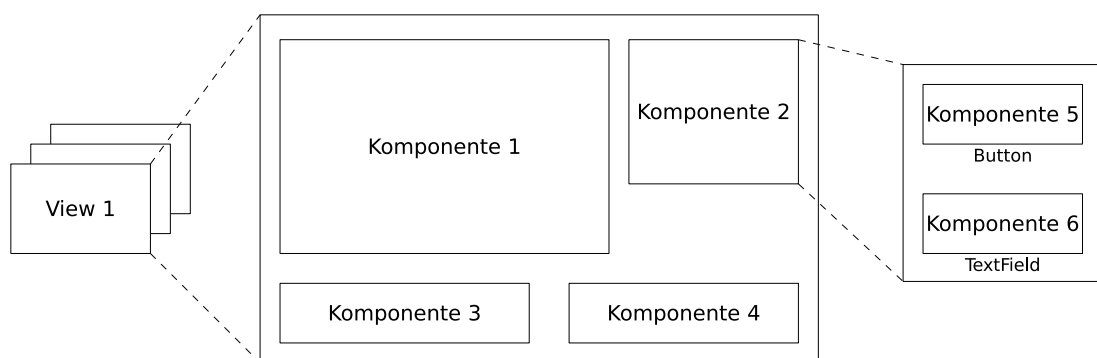 View 1
Komponente 1
Komponente 2
Komponente 3
Komponente 4
Komponente 5
Button
Komponente 6
TextField